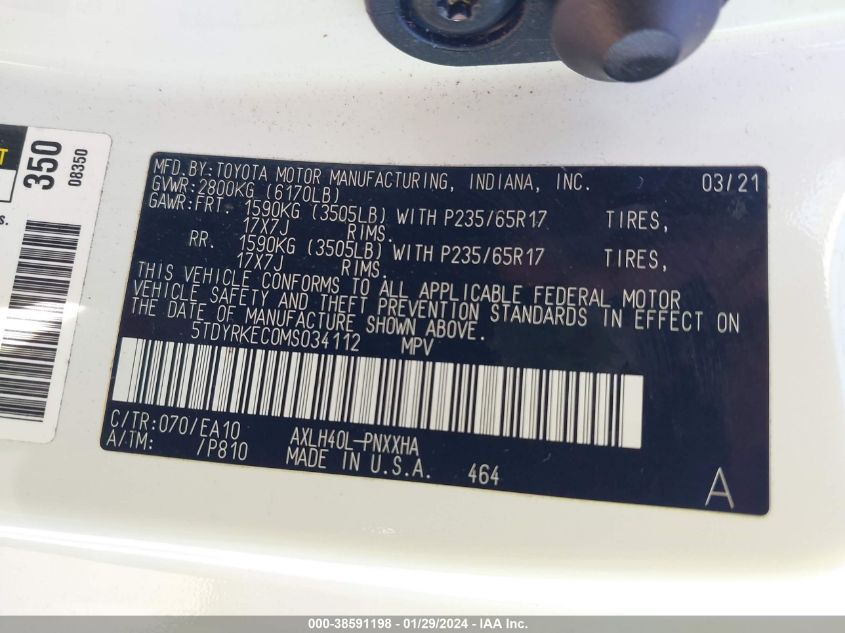 T
350
08350
s.
MFD.BY:TOYOTA MOTOR MANUFACTURING, INDIANA, INC. 03/21
GVWR:2800KG (6170LB)
GAWR:FRT. 1590KG (3505LB) WITH P235/65R17 TIRES,
17X7J RIMS.
RR. 1590KG (3505LB) WITH P235/65R17 TIRES,
17X7J RIMS.
THIS VEHICLE CONFORMS TO ALL APPLICABLE FEDERAL MOTOR
VEHICLE SAFETY AND THEFT PREVENTION STANDARDS IN EFFECT ON
THE DATE OF MANUFACTURE SHOWN ABOVE.
5TDYRKEC0MS034112 MPV
C/TR:070/EA10 AXLH40L-PNXXHA
A/TM: /P810 MADE IN U.S.A. 464
A
000-38591198 - 01/29/2024 - IAA Inc.